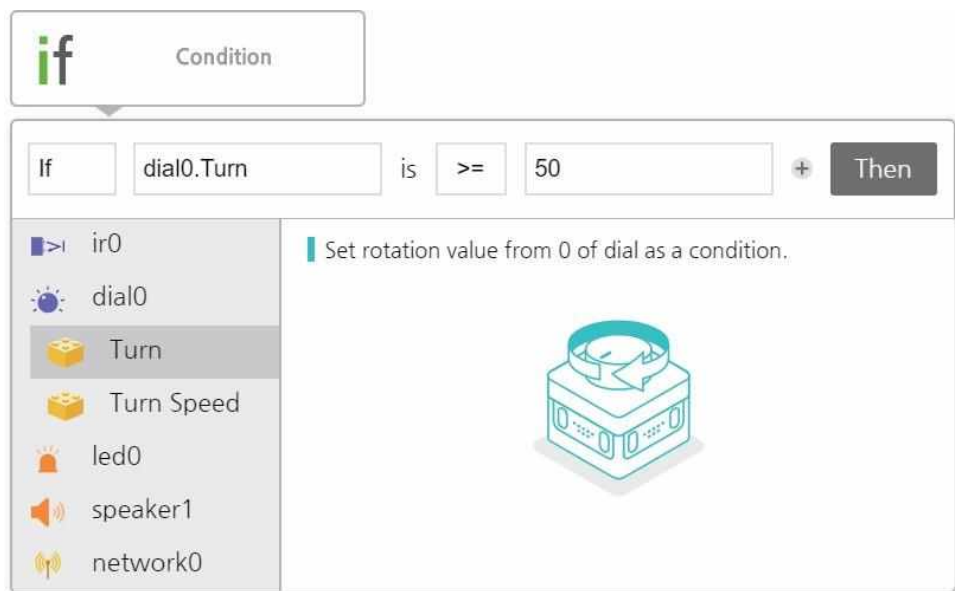 if Condition
If dial0.Turn is >= 50 + Then
ir0
Set rotation value from 0 of dial as a condition.
dial0
Turn
Turn Speed
led0
speaker1
network0